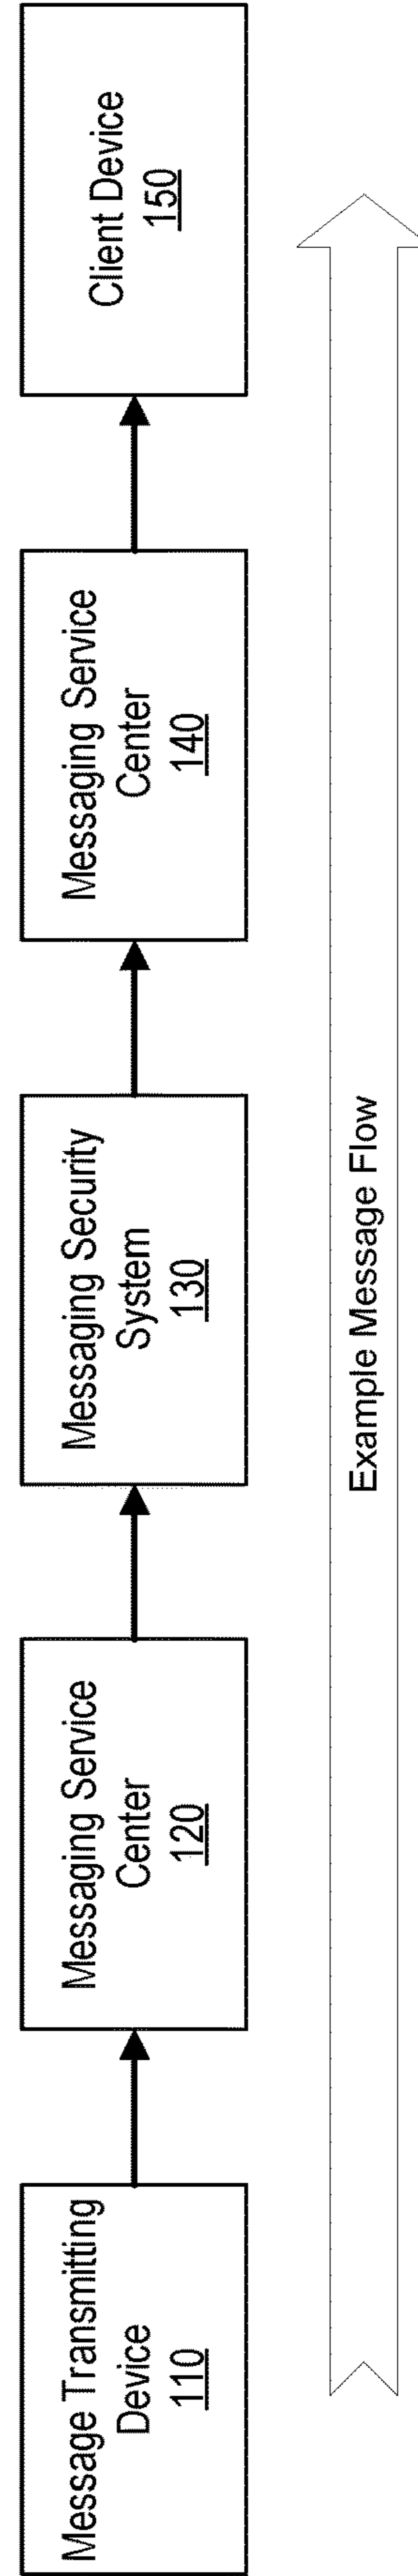 Message Transmitting
Device
110
Messaging Service
Center
120
Messaging Security
System
130
Messaging Service
Center
140
Client Device
150
Example Message Flow